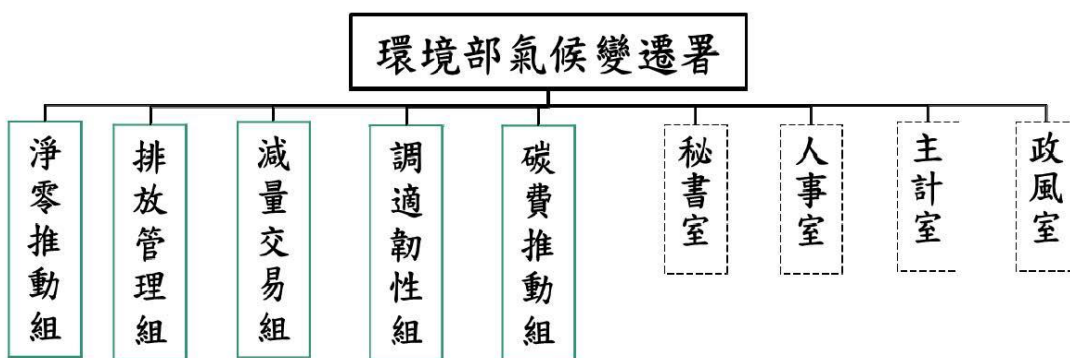 環境部氣候變遷署
淨零推動組
排放管理組
減量交易組
調適韌性組
碳費推動組
秘書室
人事室
主計室
政風室